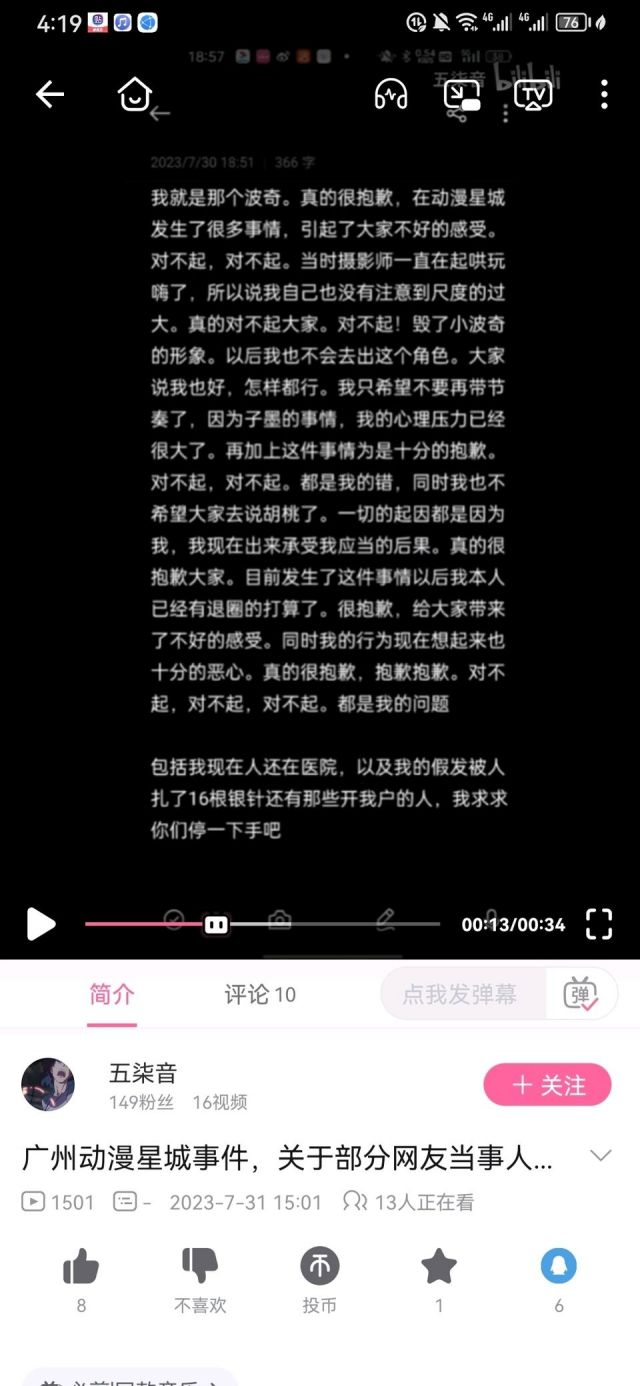 4:19
4G
4G
76
18:57
五柒音 bilibili
TV
2023/7/30 18:51 | 366 字
我就是那个波奇。真的很抱歉，在动漫星城
发生了很多事情，引起了大家不好的感受。
对不起，对不起。当时摄影师一直在起哄玩
嗨了，所以说我自己也没有注意到尺度的过
大。真的对不起大家。对不起！毁了小波奇
的形象。以后我也不会去出这个角色。大家
说我也好，怎样都行。我只希望不要再带节
奏了，因为子墨的事情，我的心理压力已经
很大了。再加上这件事情为是十分的抱歉。
对不起，对不起。都是我的错，同时我也不
希望大家去说胡桃了。一切的起因都是因为
我，我现在出来承受我应当的后果。真的很
抱歉大家。目前发生了这件事情以后我本人
已经有退圈的打算了。很抱歉，给大家带来
了不好的感受。同时我的行为现在想起来也
十分的恶心。真的很抱歉，抱歉抱歉。对不
起，对不起，对不起。都是我的问题
包括我现在人还在医院，以及我的假发被人
扎了16根银针还有那些开我户的人，我求求
你们停一下手吧
00:13/00:34
简介
评论 10
点我发弹幕
弹
五柒音
149粉丝 16视频
＋ 关注
广州动漫星城事件，关于部分网友当事人...
1501
-
2023-7-31 15:01
13人正在看
8
不喜欢
投币
1
6